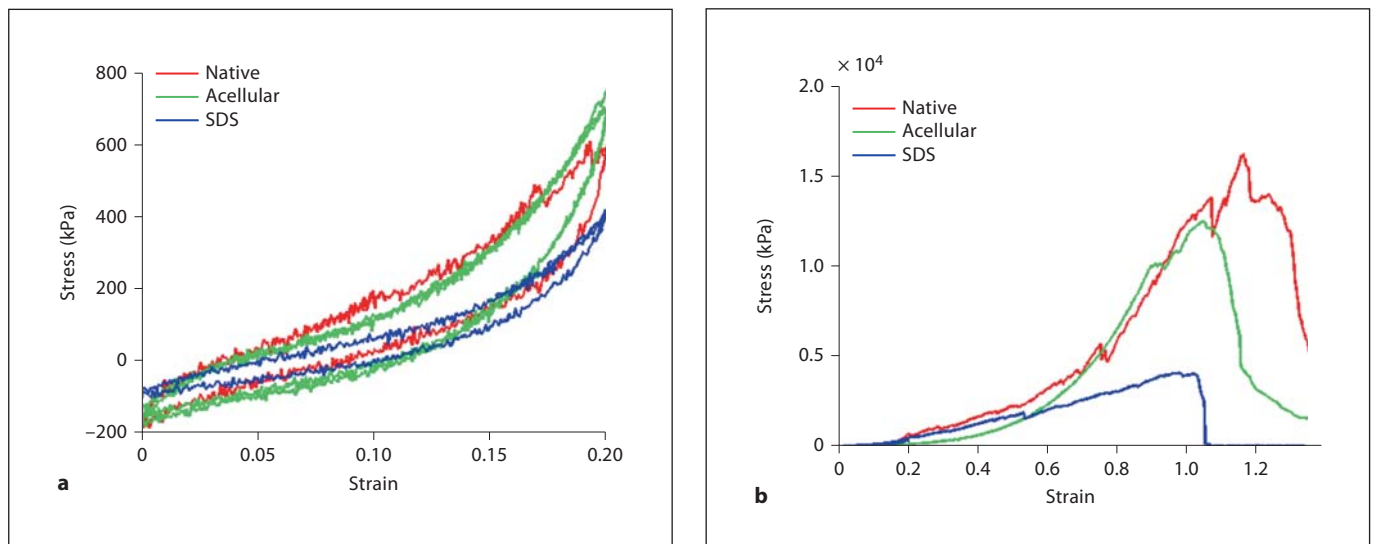 800
600
400
200
0
−200
Stress (kPa)
Native
Acellular
SDS
0 0.05 0.10 0.15 0.20
Strain
a
× 10⁴
2.0
1.5
1.0
0.5
0
Stress (kPa)
Native
Acellular
SDS
0 0.2 0.4 0.6 0.8 1.0 1.2
Strain
b